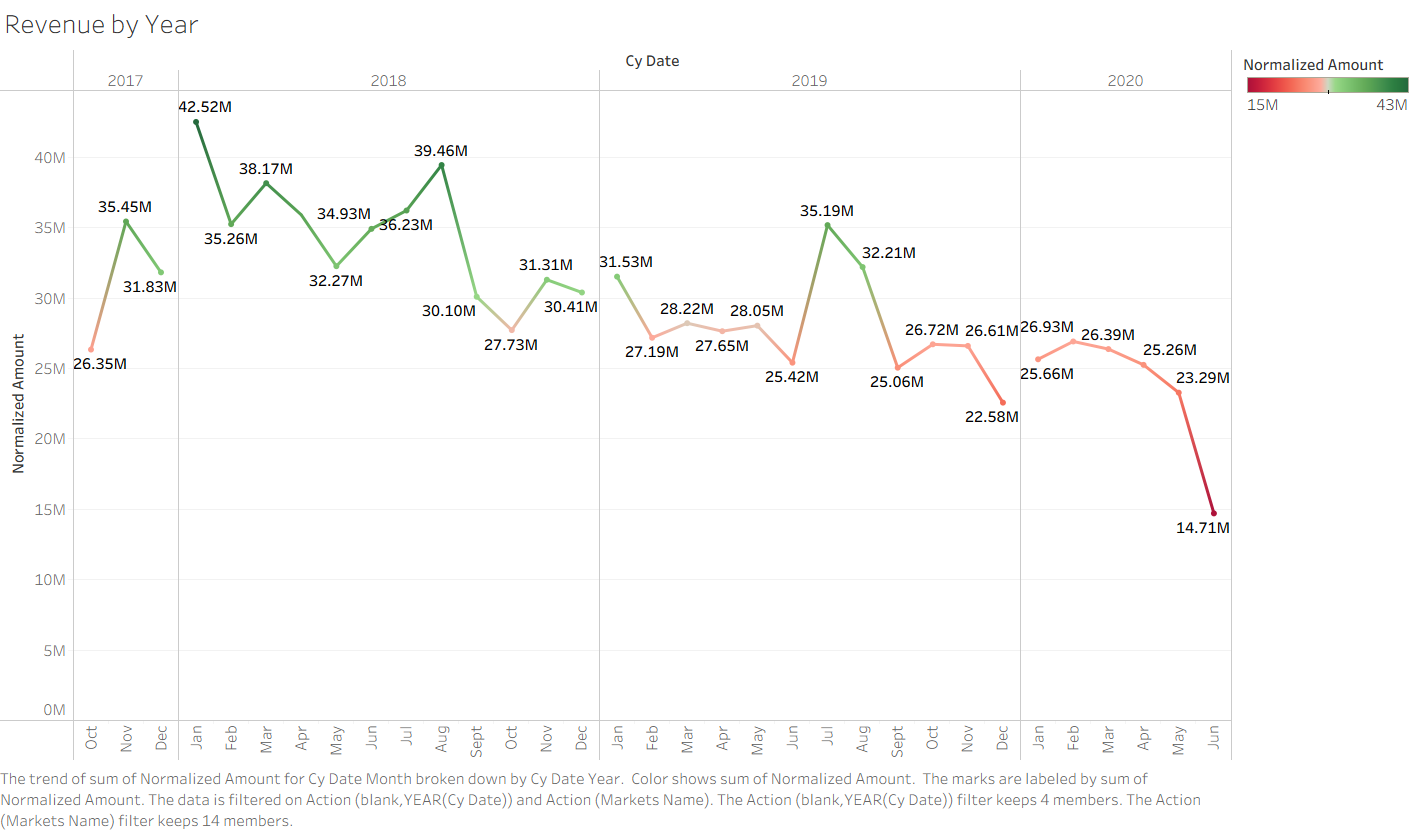 Revenue by Year
Cy Date
Normalized Amount
2017 2018 2019 2020
15M 43M
42.52M
39.46M
38.17M
40M
35.45M
34.93M
35.19M
35M
36.23M
35.26M
32.21M
31.83M
32.27M
31.31M
31.53M
30M
30.10M
30.41M
28.22M
28.05M
27.73M
27.19M
27.65M
26.72M
26.61M
26.93M
26.39M
26.35M
25M
25.42M
25.06M
25.66M
25.26M
23.29M
22.58M
20M
15M
14.71M
10M
5M
0M
Normalized Amount
Oct Nov Dec Jan Feb Mar Apr May Jun Jul Aug Sept Oct Nov Dec Jan Feb Mar Apr May Jun Jul Aug Sept Oct Nov Dec Jan Feb Mar Apr May Jun
The trend of sum of Normalized Amount for Cy Date Month broken down by Cy Date Year. Color shows sum of Normalized Amount. The marks are labeled by sum of
Normalized Amount. The data is filtered on Action (blank,YEAR(Cy Date)) and Action (Markets Name). The Action (blank,YEAR(Cy Date)) filter keeps 4 members. The Action
(Markets Name) filter keeps 14 members.